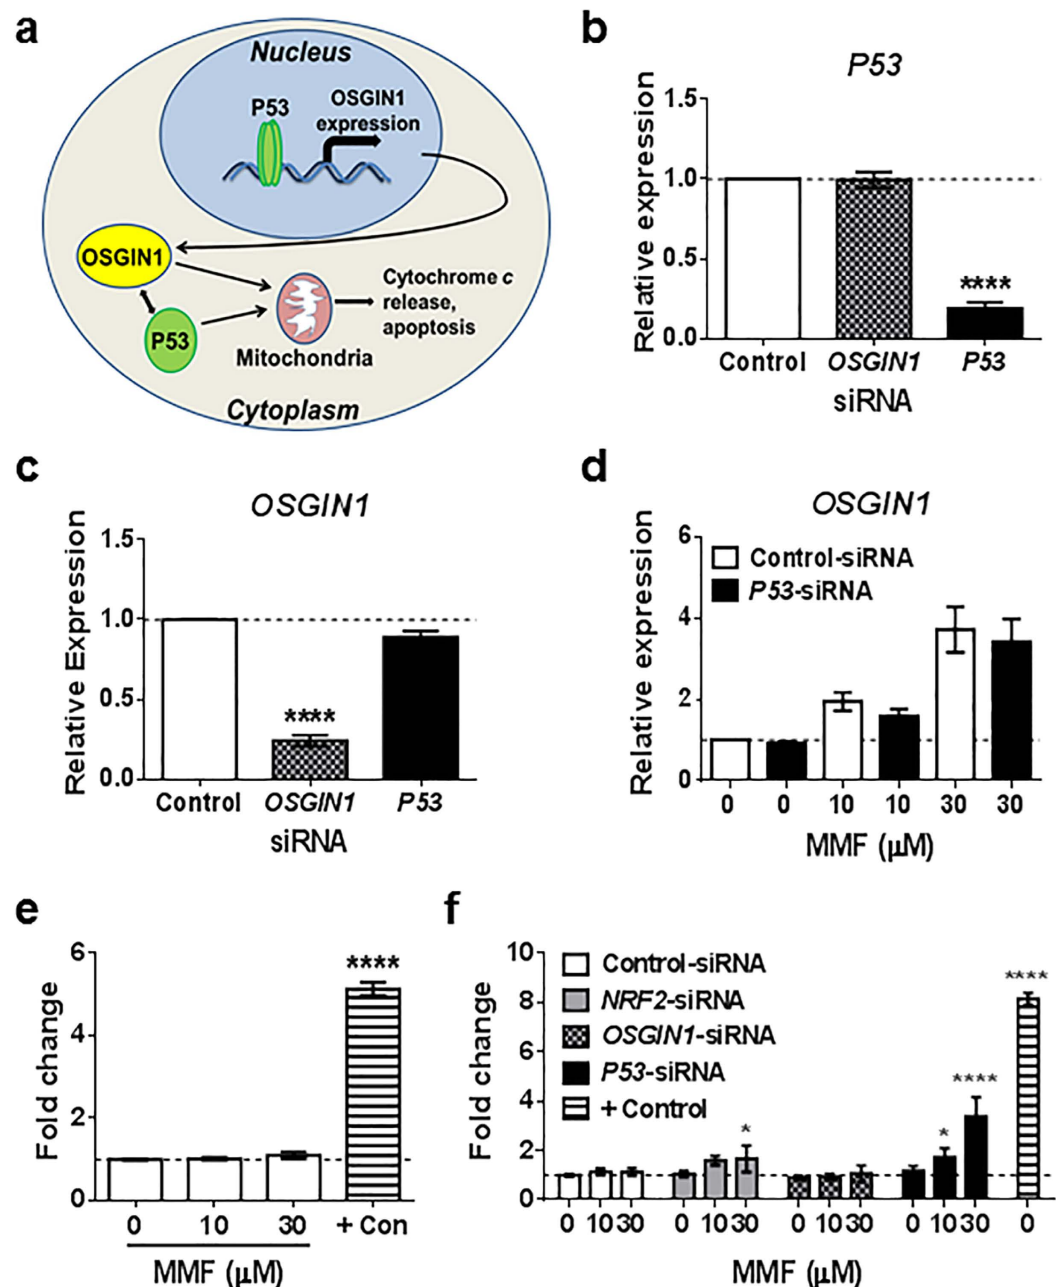 a
Nucleus
P53
OSGIN1
expression
OSGIN1
P53
Mitochondria
Cytochrome c
release,
apoptosis
Cytoplasm
b
P53
Relative expression
1.5
1.0
0.5
0.0
****
Control OSGIN1 P53
siRNA
c
OSGIN1
Relative Expression
1.5
1.0
0.5
0.0
****
Control OSGIN1 P53
siRNA
d
OSGIN1
Relative expression
6
4
2
0
Control-siRNA
P53-siRNA
0 0 10 10 30 30
MMF (µM)
e
Fold change
6
4
2
0
****
0 10 30 + Con
MMF (µM)
f
Fold change
10
8
6
4
2
0
Control-siRNA
NRF2-siRNA
OSGIN1-siRNA
P53-siRNA
+ Control
*
*
****
****
0 10 30 0 10 30 0 10 30 0 10 30 0
MMF (µM)